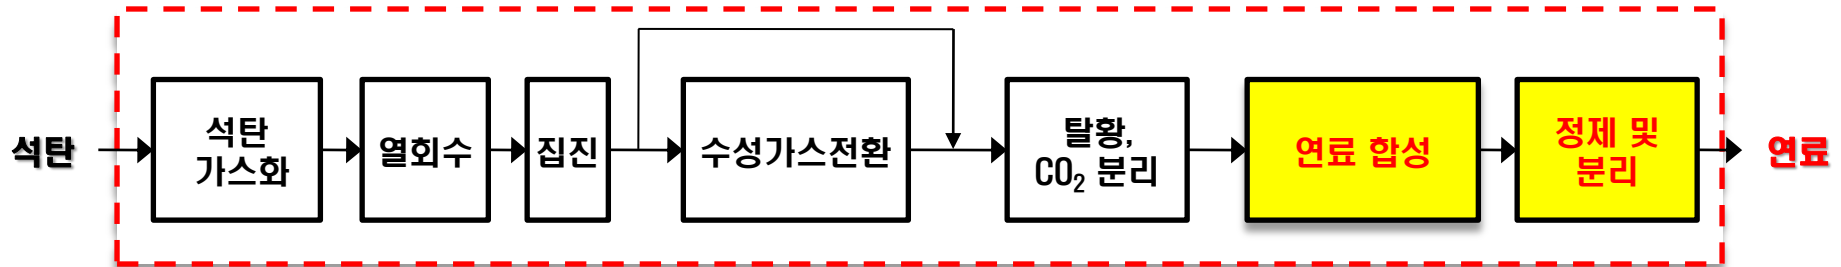 석탄
석탄
가스화
열회수
집진
수성가스전환
탈황,
CO₂ 분리
연료 합성
정제 및
분리
연료